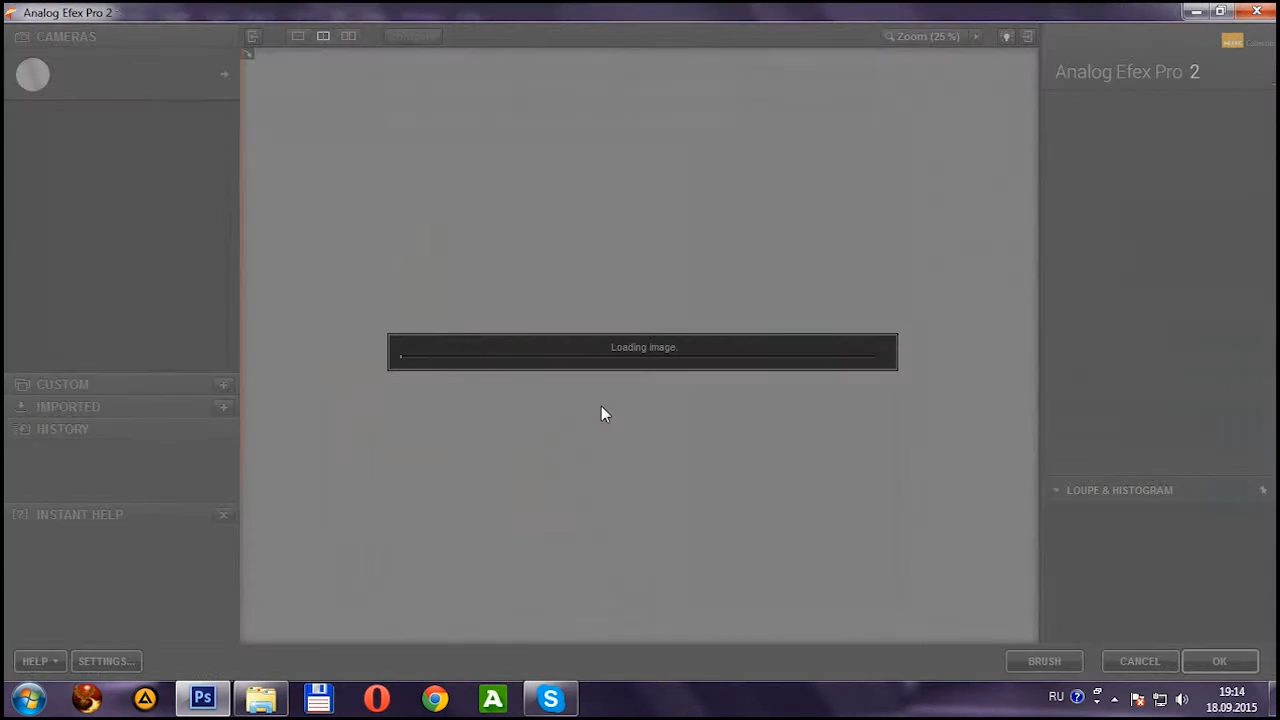 Analog Efex Pro 2
CAMERAS
Zoom (25 %)
Analog Efex Pro 2
Loading image.
CUSTOM
IMPORTED
HISTORY
LOUPE & HISTOGRAM
[?] INSTANT HELP
HELP
SETTINGS...
BRUSH
CANCEL
OK
Ps
A
S
RU
19:14
18.09.2015